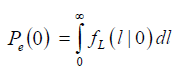 P_e(0) = ∫_0^∞ f_L(l | 0) dl